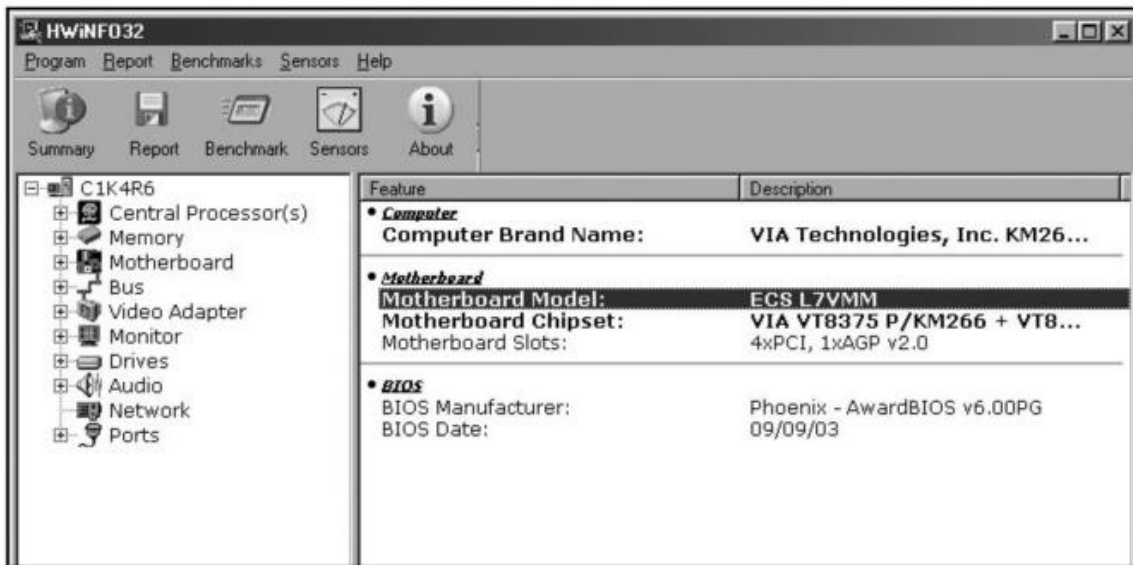 HWiNFO32
Program Report Benchmarks Sensors Help
Summary Report Benchmark Sensors About
C1K4R6
Central Processor(s)
Memory
Motherboard
Bus
Video Adapter
Monitor
Drives
Audio
Network
Ports
Feature Description
Computer
Computer Brand Name: VIA Technologies, Inc. KM26...
Motherboard
Motherboard Model: ECS L7VMM
Motherboard Chipset: VIA VT8375 P/KM266 + VT8...
Motherboard Slots: 4xPCI, 1xAGP v2.0
BIOS
BIOS Manufacturer: Phoenix - AwardBIOS v6.00PG
BIOS Date: 09/09/03